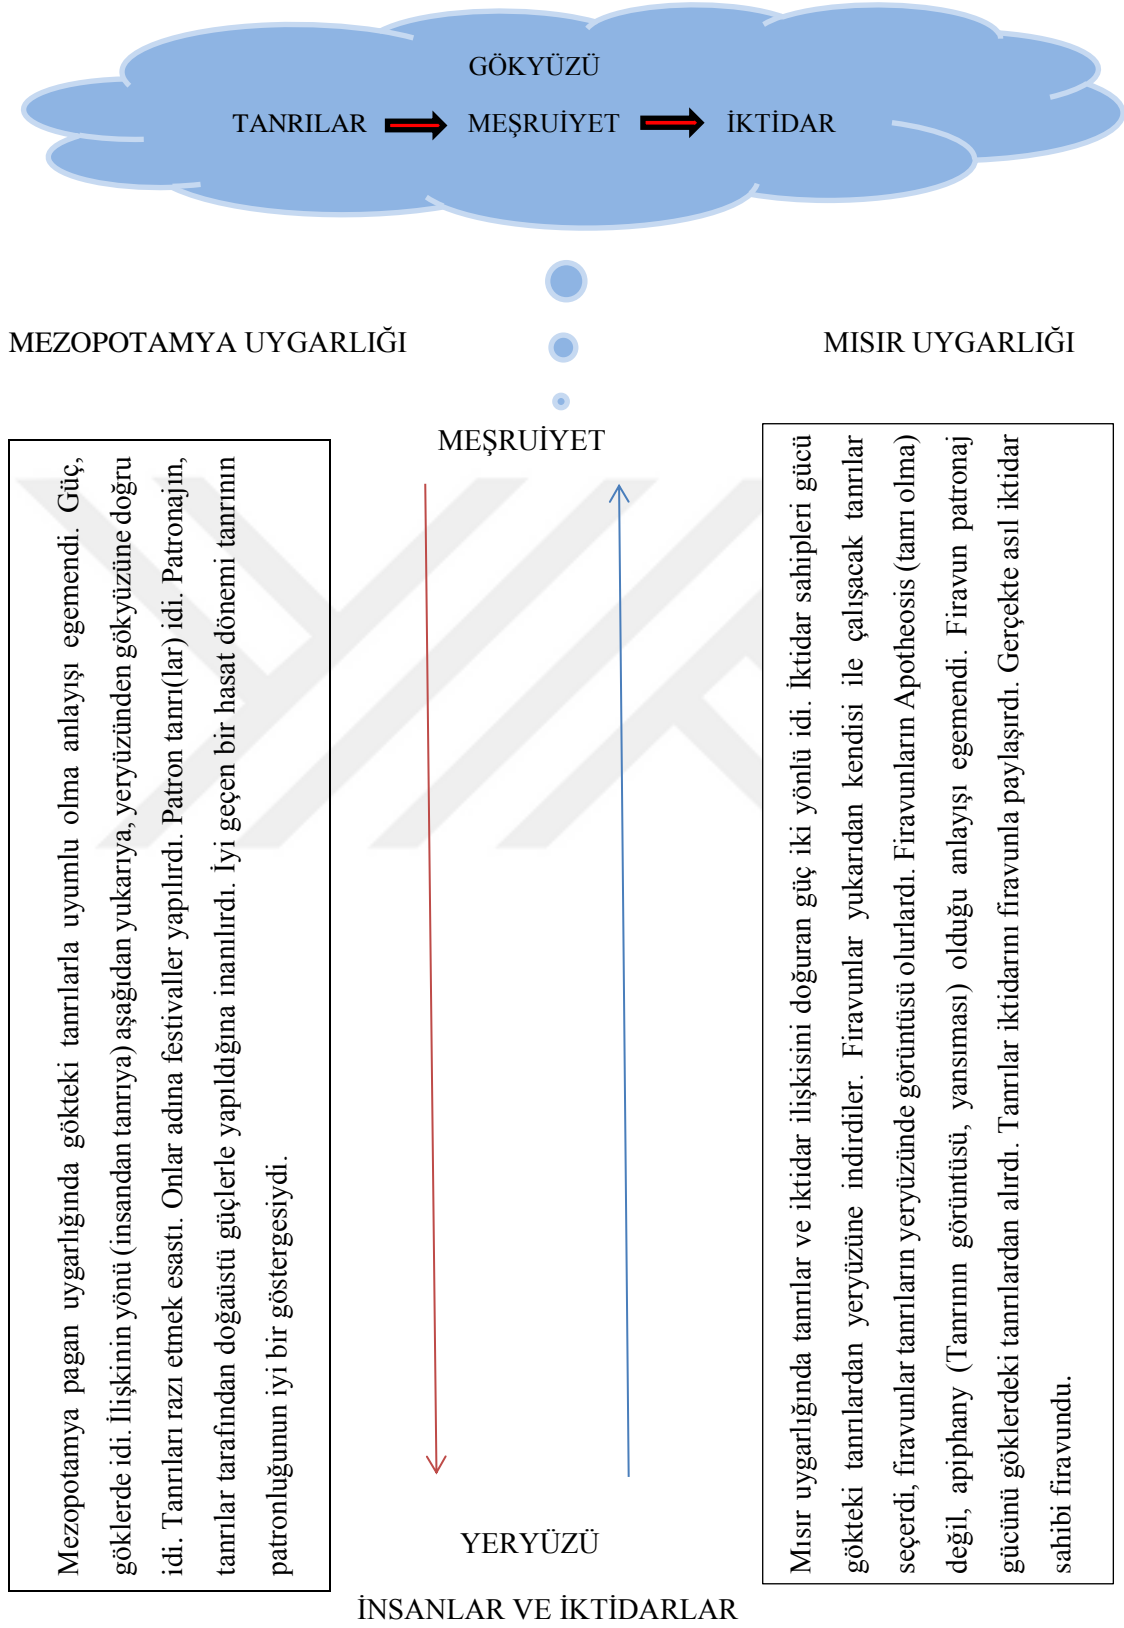 GÖKYÜZÜ
TANRILAR MEŞRUİYET İKTİDAR
MEZOPOTAMYA UYGARLIĞI
MISIR UYGARLIĞI
MEŞRUİYET
Mezopotamya pagan uygarlığında gökteki tanrılarla uyumlu olma anlayışı egemendi. Güç,
göklerde idi. İlişkinin yönü (insandan tanrıya) aşağıdan yukarıya, yeryüzünden gökyüzüne doğru
idi. Tanrıları razı etmek esastı. Onlar adına festivaller yapılırdı. Patron tanrı(lar) idi. Patronajın,
tanrılar tarafından doğaüstü güçlerle yapıldığına inanılırdı. İyi geçen bir hasat dönemi tanrının
patronluğunun iyi bir göstergesiydi.
Mısır uygarlığında tanrılar ve iktidar ilişkisini doğuran güç iki yönlü idi. İktidar sahipleri gücü
gökteki tanrılardan yeryüzüne indirdiler. Firavunlar yukarıdan kendisi ile çalışacak tanrılar
seçerdi, firavunlar tanrıların yeryüzünde görüntüsü olurlardı. Firavunların Apotheosis (tanrı olma)
değil, apiphany (Tanrının görüntüsü, yansıması) olduğu anlayışı egemendi. Firavun patronaj
gücünü göklerdeki tanrılardan alırdı. Tanrılar iktidarını firavunla paylaşırdı. Gerçekte asıl iktidar
sahibi firavundu.
YERYÜZÜ
İNSANLAR VE İKTİDARLAR